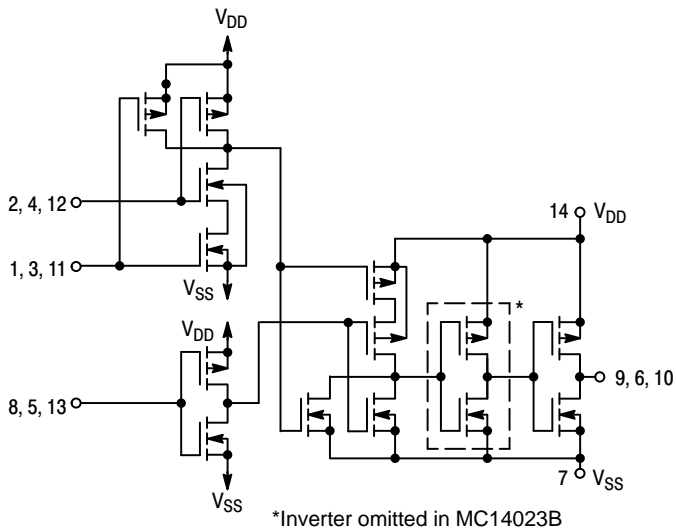 VDD
2, 4, 12
14 VDD
1, 3, 11
VSS
*
VDD
8, 5, 13
9, 6, 10
7 VSS
VSS
*Inverter omitted in MC14023B